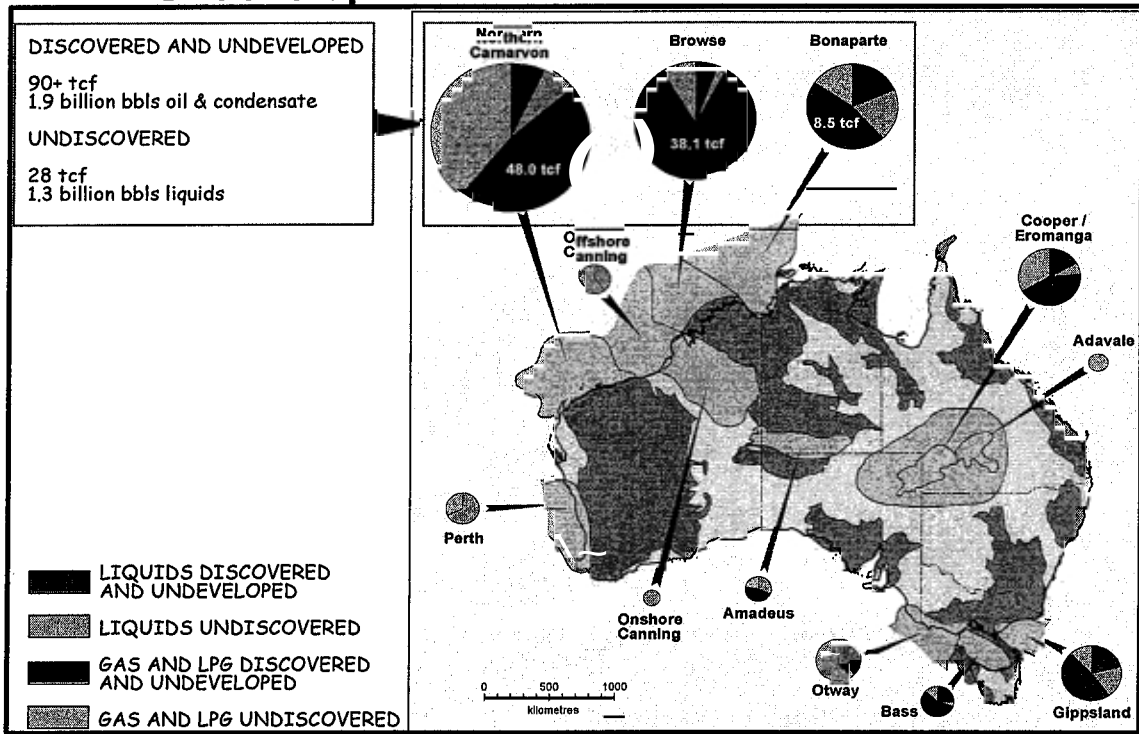 DISCOVERED AND UNDEVELOPED
90+ tcf
1.9 billion bbls oil & condensate
UNDISCOVERED
28 tcf
1.3 billion bbls liquids
Northern
Carnarvon
Browse
Bonaparte
48.0 tcf
38.1 tcf
8.5 tcf
Offshore
Canning
Cooper /
Eromanga
Adavale
Perth
Onshore
Canning
Amadeus
Otway
Bass
Gippsland
0 500 1000
kilometres
LIQUIDS DISCOVERED
AND UNDEVELOPED
LIQUIDS UNDISCOVERED
GAS AND LPG DISCOVERED
AND UNDEVELOPED
GAS AND LPG UNDISCOVERED